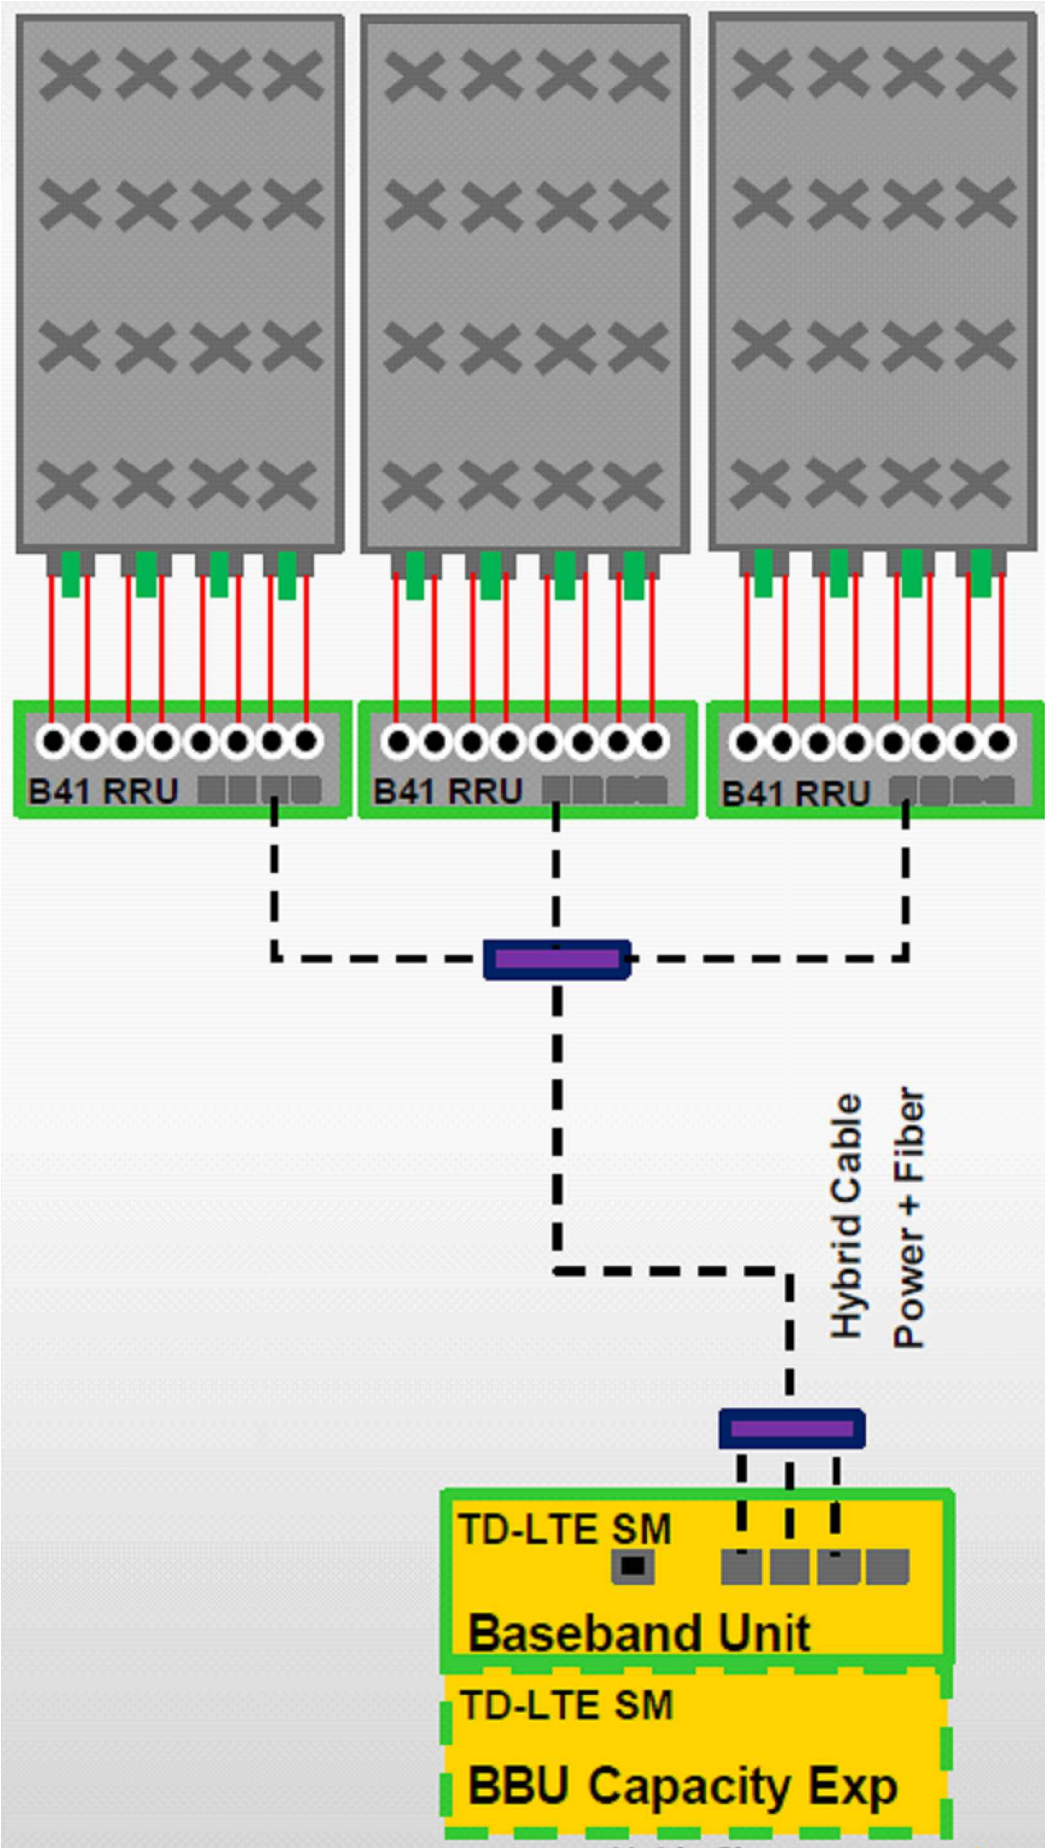 B41 RRU
B41 RRU
B41 RRU
Hybrid Cable
Power + Fiber
TD-LTE SM
Baseband Unit
TD-LTE SM
BBU Capacity Exp